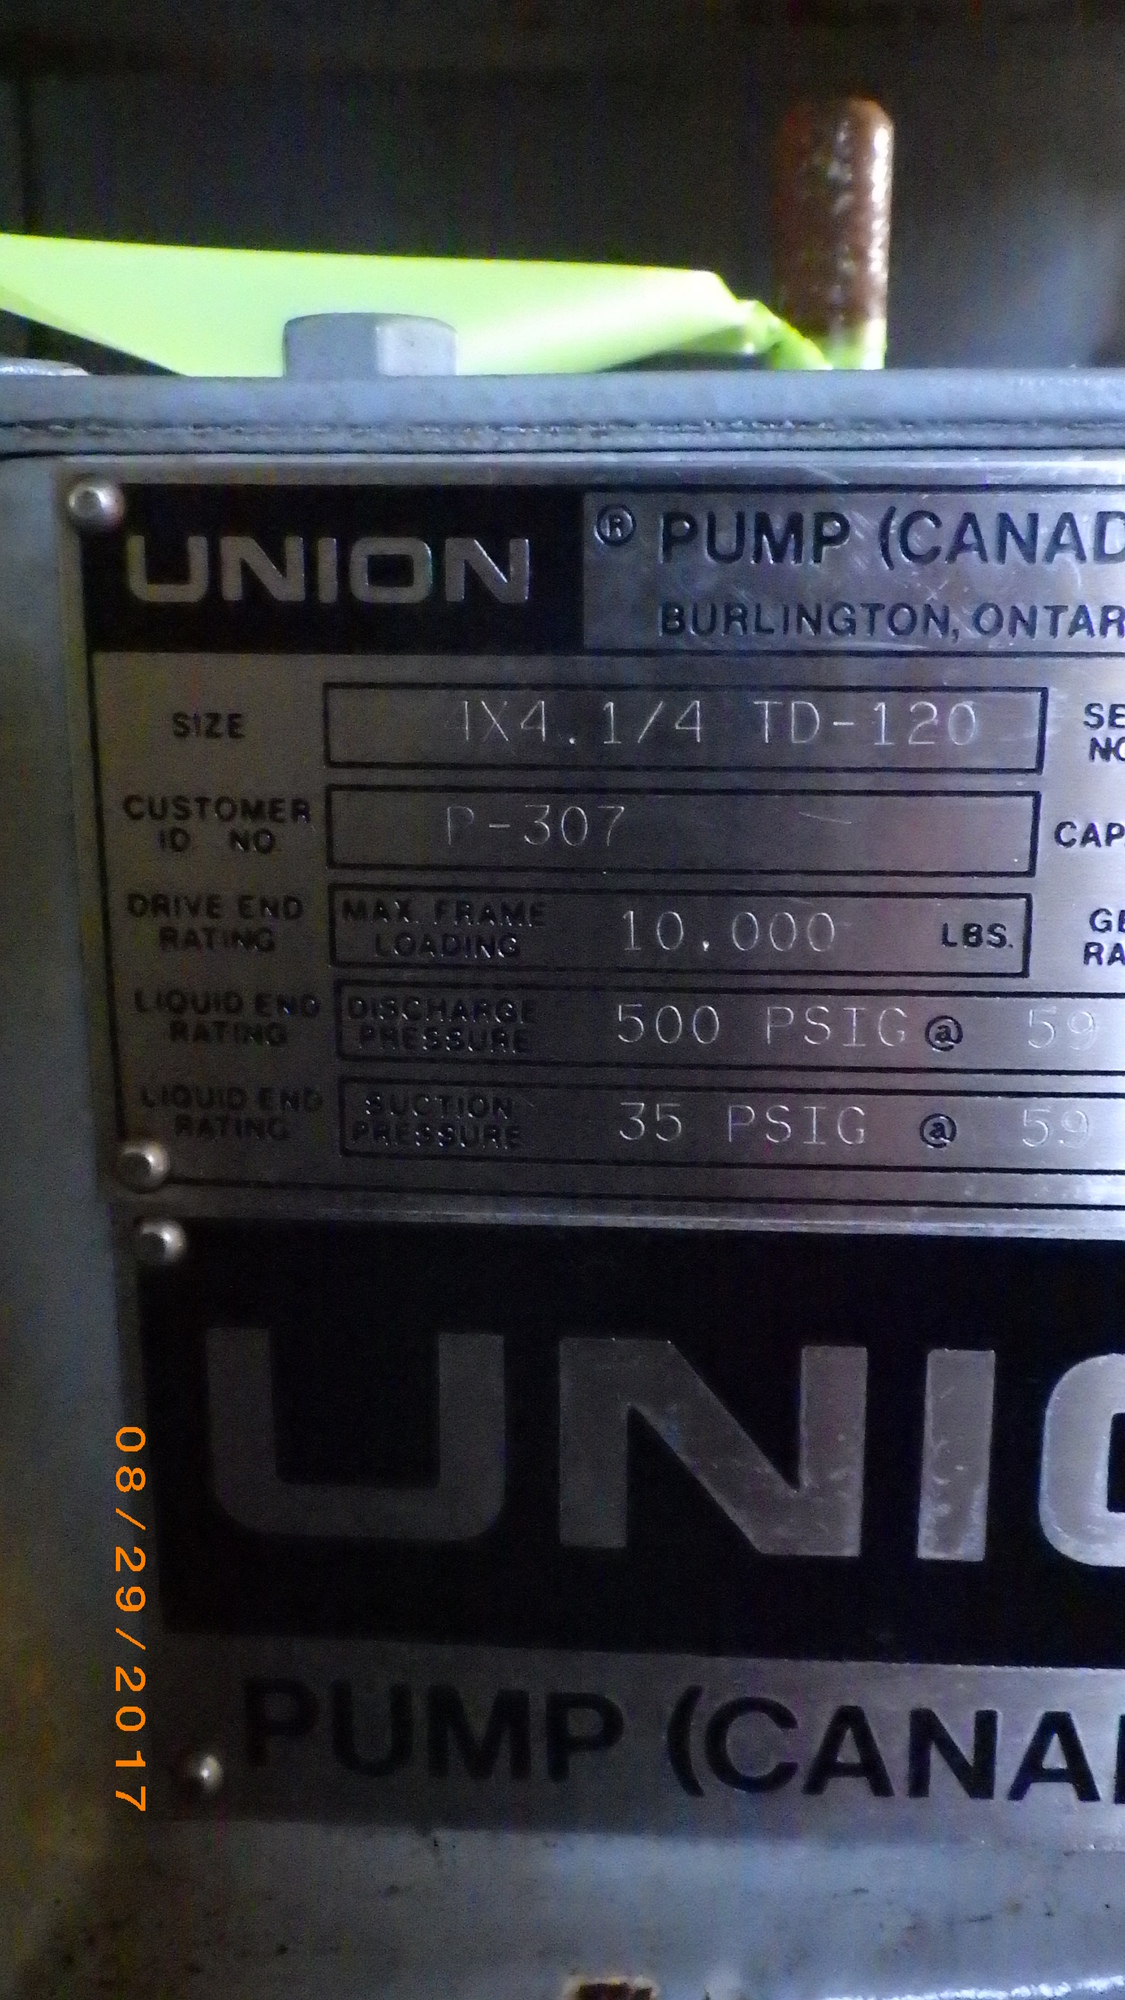 UNION ® PUMP (CANAD
BURLINGTON, ONTAR
SIZE 4X4.1/4 TD-120 SE
NO
CUSTOMER
ID NO P-307 CAP
DRIVE END
RATING MAX. FRAME
LOADING 10.000 LBS. GE
RA
LIQUID END
RATING DISCHARGE
PRESSURE 500 PSIG @ 59
LIQUID END
RATING SUCTION
PRESSURE 35 PSIG @ 59
UNIO
PUMP (CANA
08/29/2017